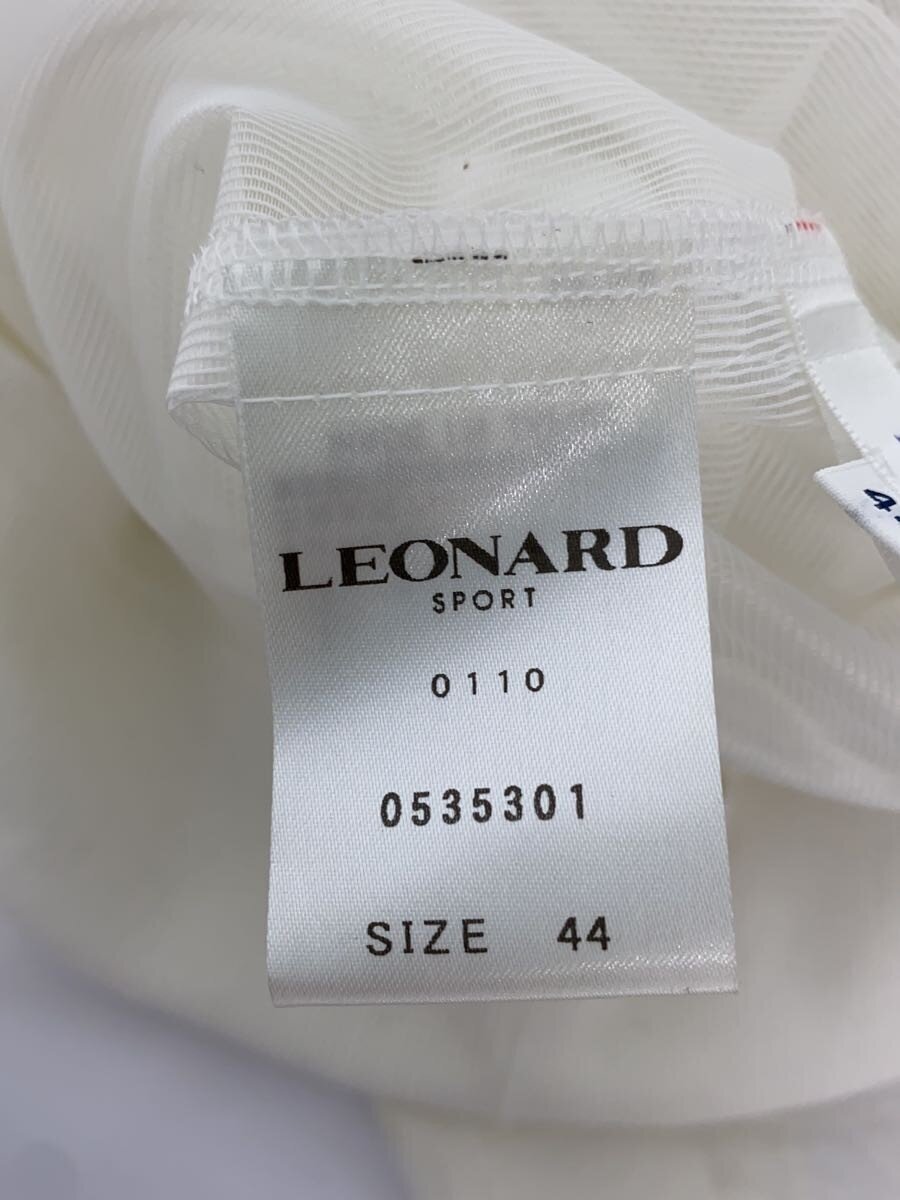 LEONARD
SPORT
0110
0535301
SIZE 44